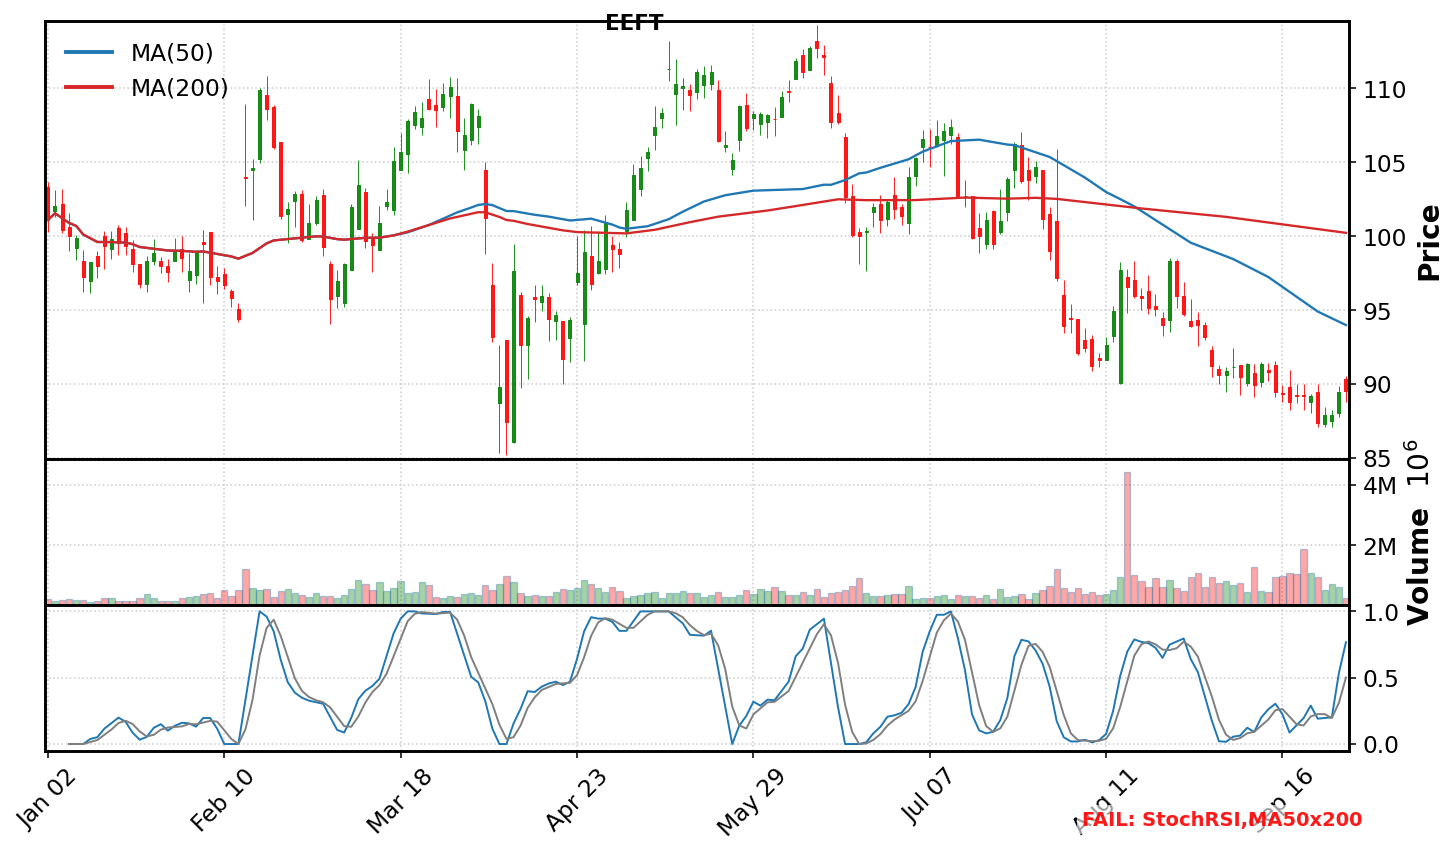 EEFT
MA(50)
MA(200)
110
105
100
95
90
85
Price
10^6
4M
2M
Volume
1.0
0.5
0.0
Jan 02
Feb 10
Mar 18
Apr 23
May 29
Jul 07
Aug 11
Sep 16
FAIL: StochRSI,MA50x200